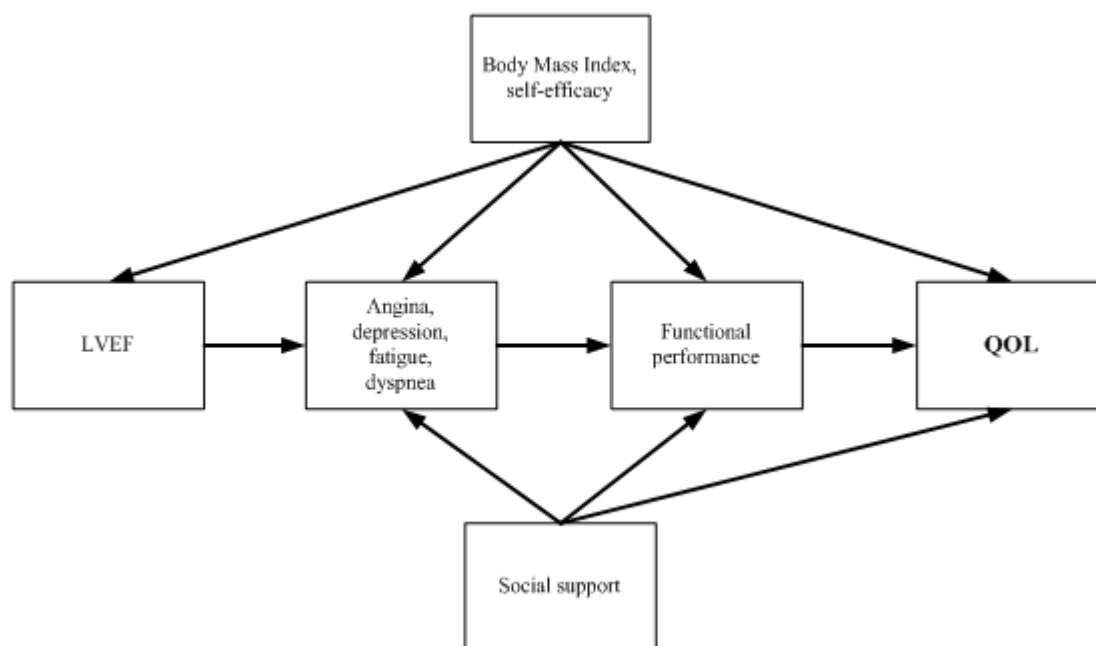 Body Mass Index,
self-efficacy
LVEF
Angina,
depression,
fatigue,
dyspnea
Functional
performance
QOL
Social support